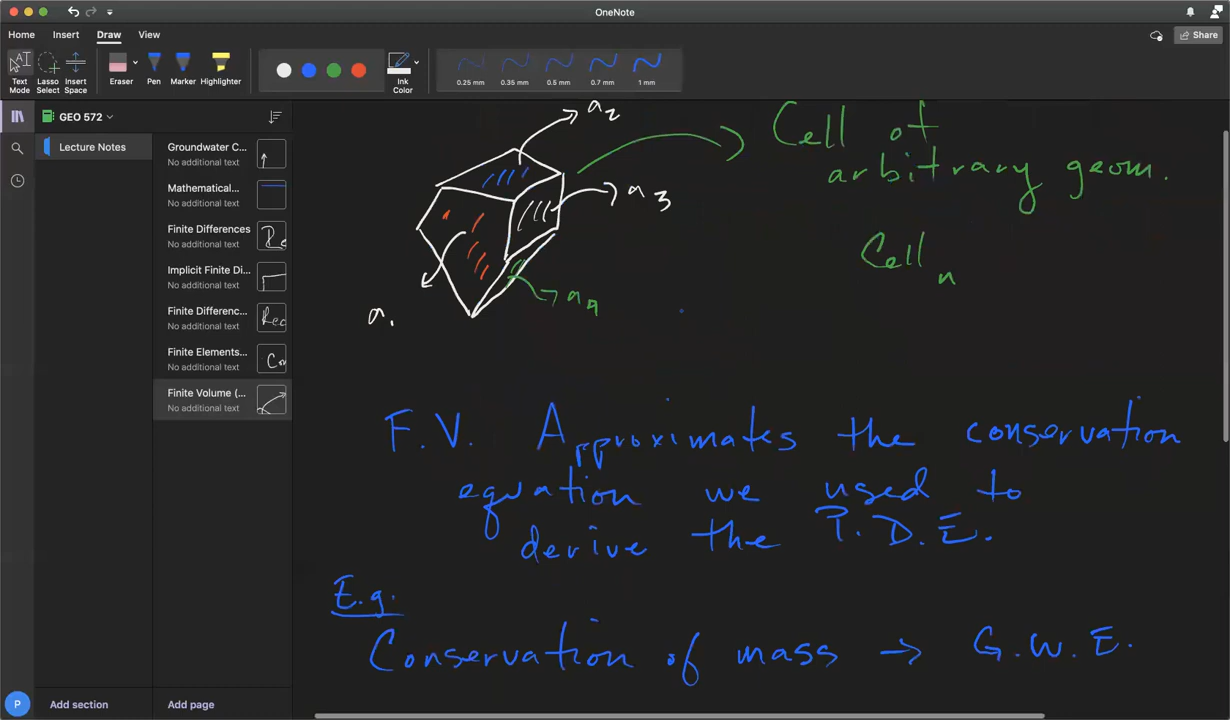 OneNote
Home Insert Draw View
Share
Text Mode
Lasso Select
Insert Space
Eraser
Pen
Marker
Highlighter
Ink Color
0.25 mm 0.35 mm 0.5 mm 0.7 mm 1 mm
GEO 572
Lecture Notes
Groundwater C...
No additional text
Mathematical...
No additional text
Finite Differences
No additional text
Implicit Finite Di...
No additional text
Finite Differenc...
No additional text
Finite Elements...
No additional text
Finite Volume (...
No additional text
P
Add section
Add page
a2
Cell of
arbitrary geom.
a3
Cell n
a4
a1
F.V. Approximates the conservation
equation we used to
derive the P.D.E.
E.g.
Conservation of mass → G.W.E.